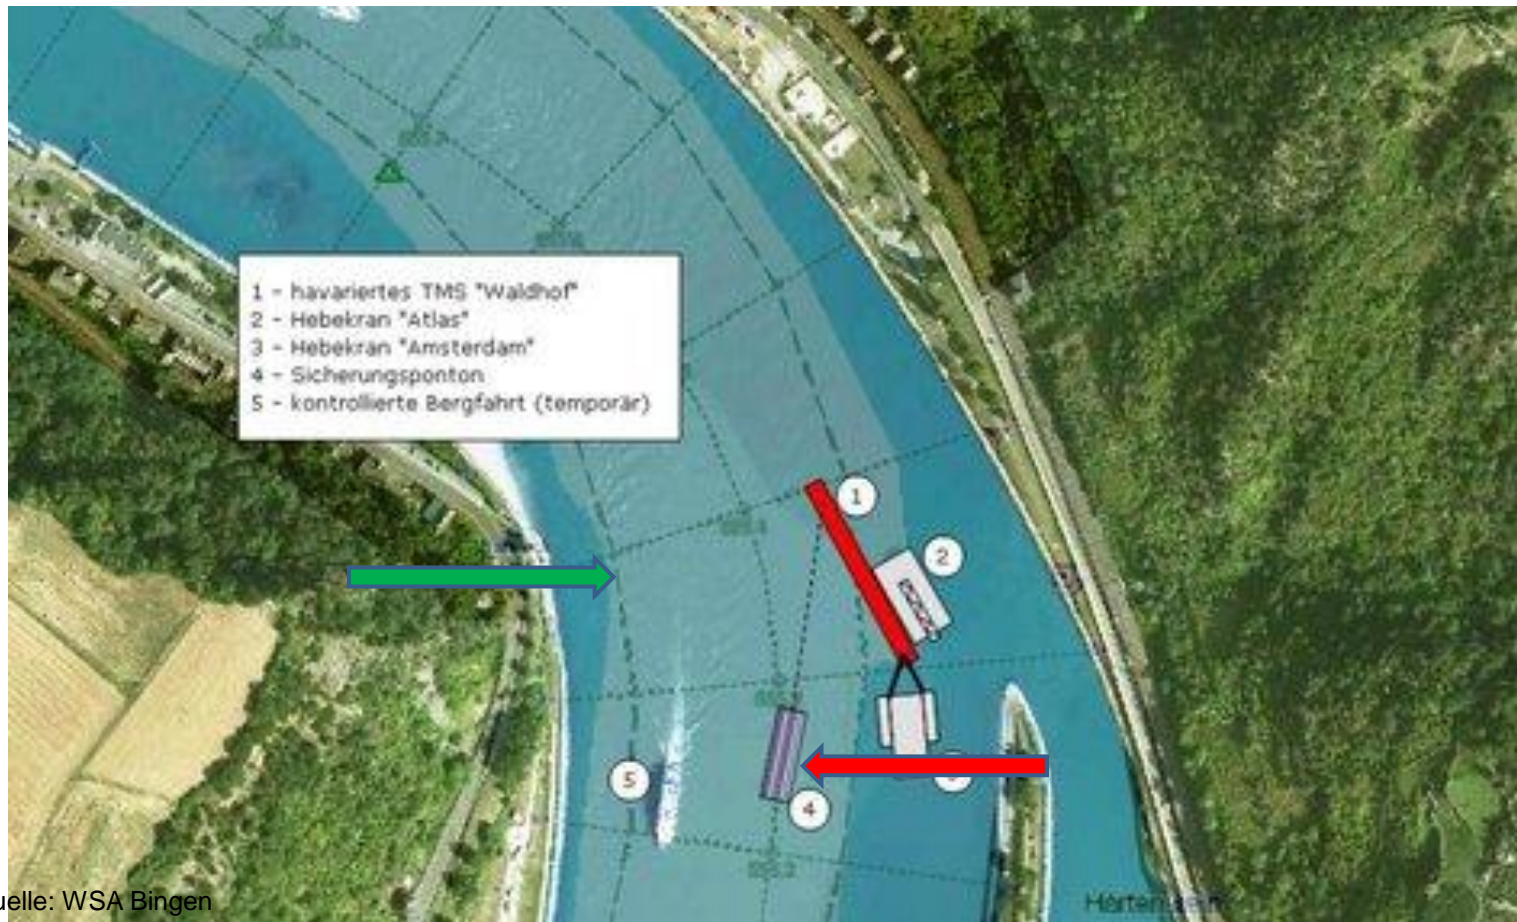 1 - havariertes TMS "Waldhof"
2 - Hebekran "Atlas"
3 - Hebekran "Amsterdam"
4 - Sicherungsponton
5 - kontrollierte Bergfahrt (temporär)
1
2
5
4
uelle: WSA Bingen